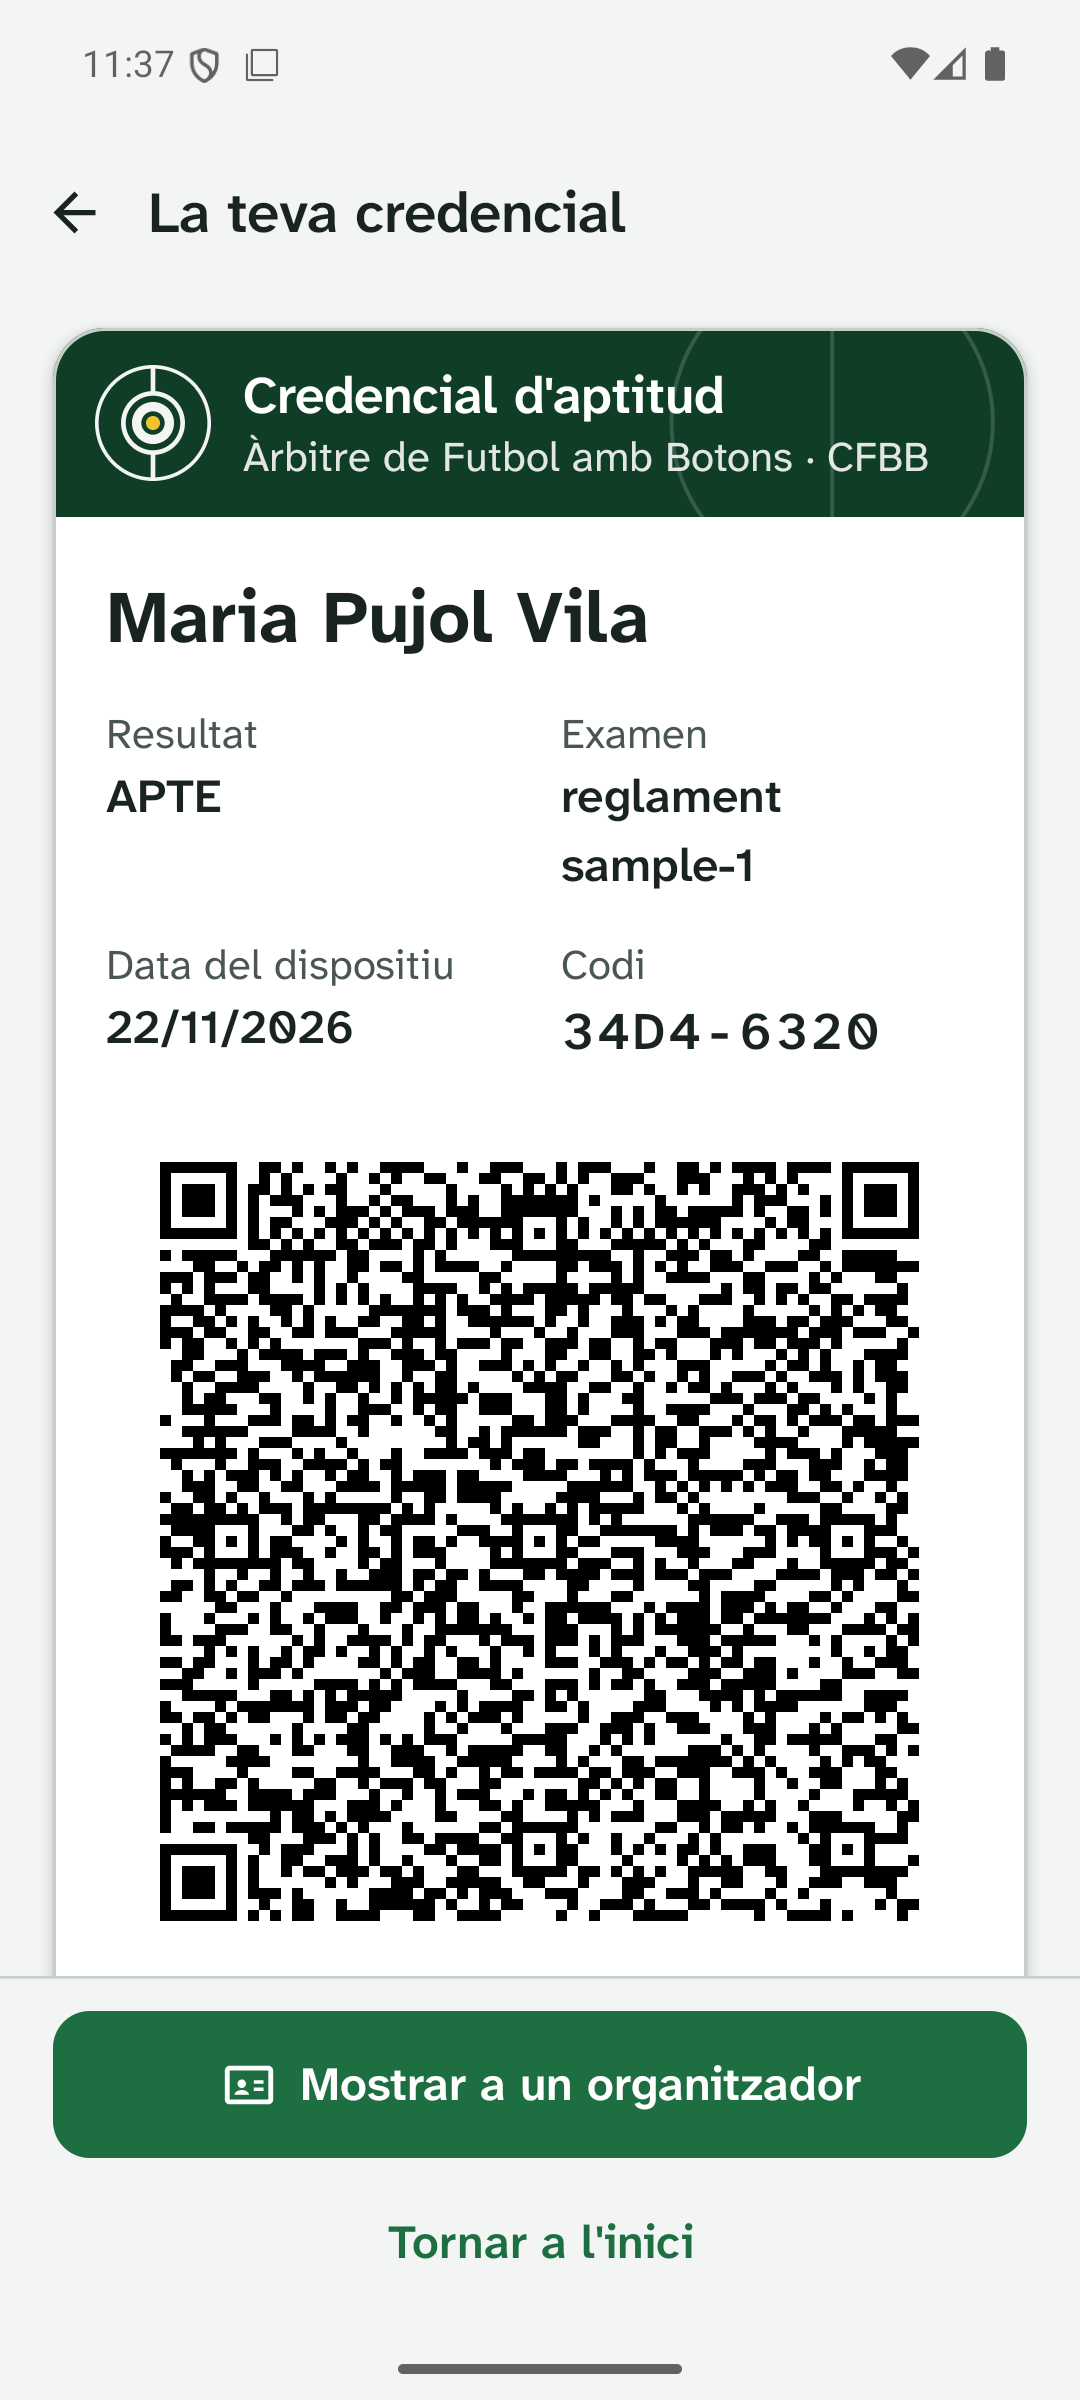 11:37
La teva credencial
Credencial d'aptitud
Àrbitre de Futbol amb Botons · CFBB
Maria Pujol Vila
Resultat
APTE
Examen
reglament
sample-1
Data del dispositiu
22/11/2026
Codi
34D4-6320
Mostrar a un organitzador
Tornar a l'inici